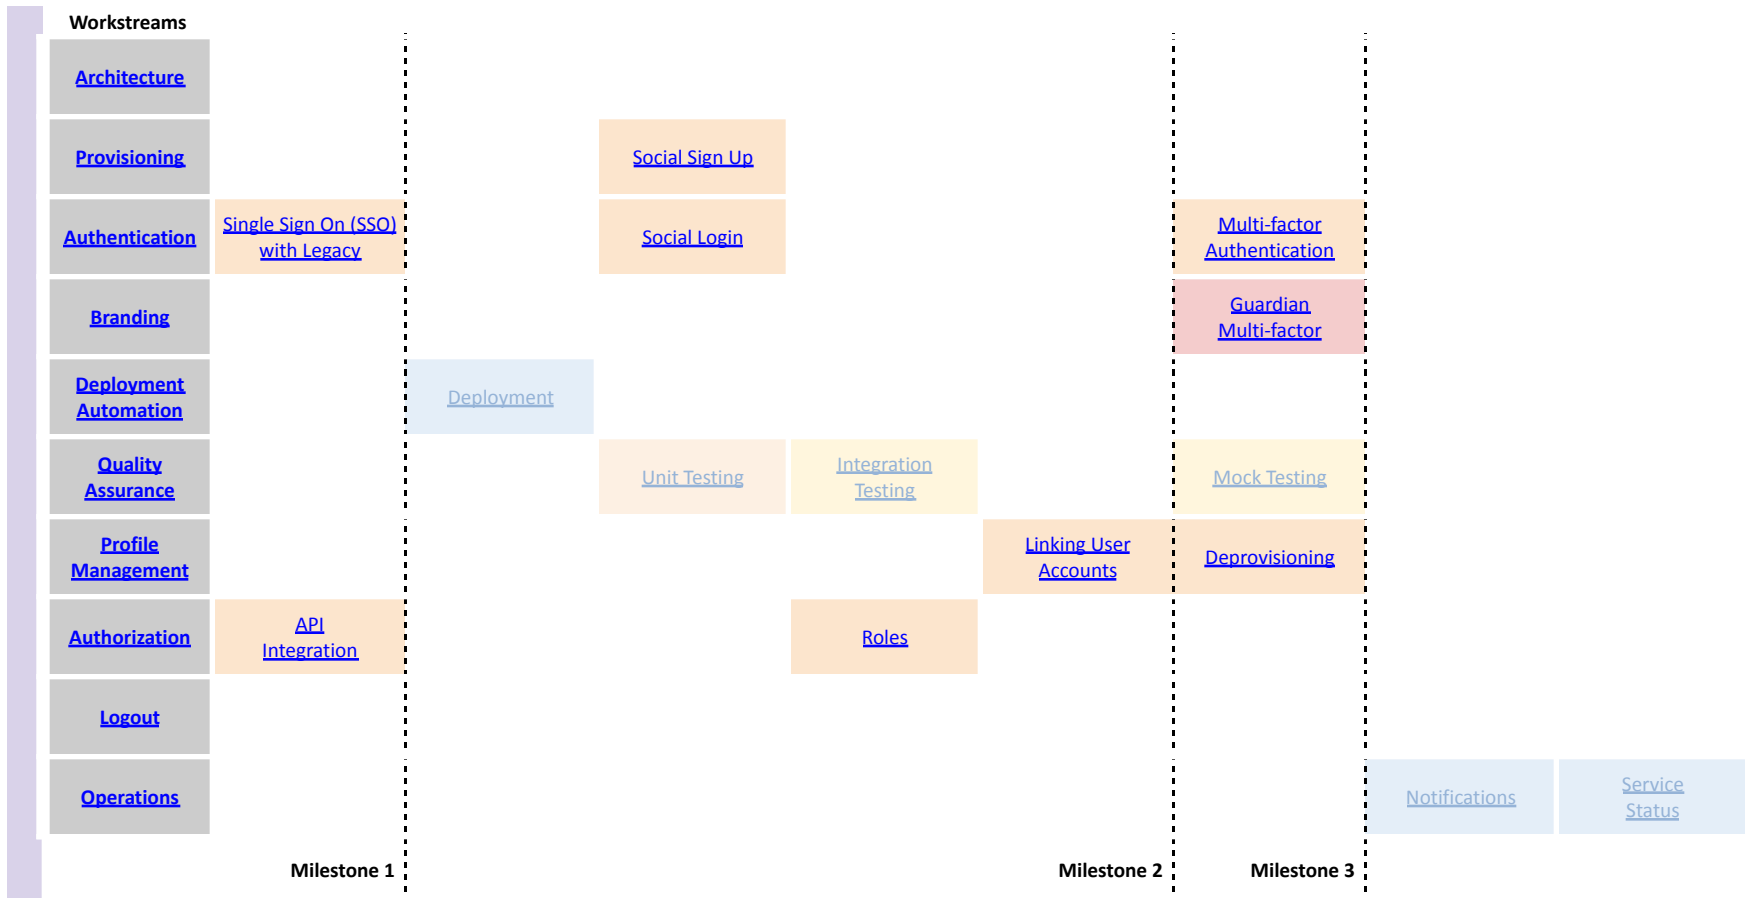 Workstreams
Architecture
Provisioning
Social Sign Up
Authentication
Single Sign On (SSO)
with Legacy
Social Login
Multi-factor
Authentication
Branding
Guardian
Multi-factor
Deployment
Automation
Deployment
Quality
Assurance
Unit Testing
Integration
Testing
Mock Testing
Profile
Management
Linking User
Accounts
Deprovisioning
Authorization
API
Integration
Roles
Logout
Operations
Notifications
Service
Status
Milestone 1
Milestone 2
Milestone 3